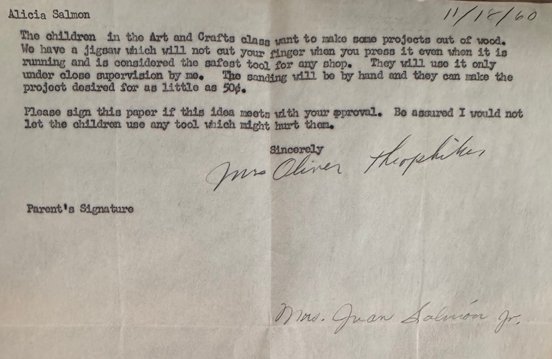 Alicia Salmon
11/18/60
The children in the Art and Crafts class want to make some projects out of wood.
We have a jigsaw which will not cut your finger when you press it even when it is
running and is considered the safest tool for any shop. They will use it only
under close supervision by me. The sanding will be by hand and they can make the
project desired for as little as 50¢.
Please sign this paper if this idea meets with your aproval. Be assured I would not
let the children use any tool which might hurt them.
Sincerely
Mrs Oliver
Parent's Signature
Mrs. Juan Salmón Jr.